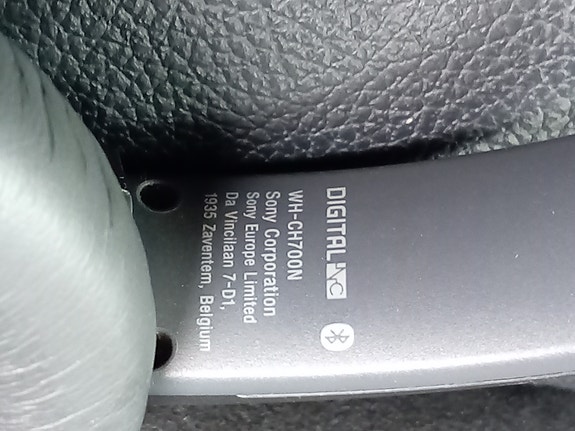 DIGITAL NC
WH-CH700N
Sony Corporation
Sony Europe Limited
Da Vincilaan 7-D1,
1935 Zaventem, Belgium